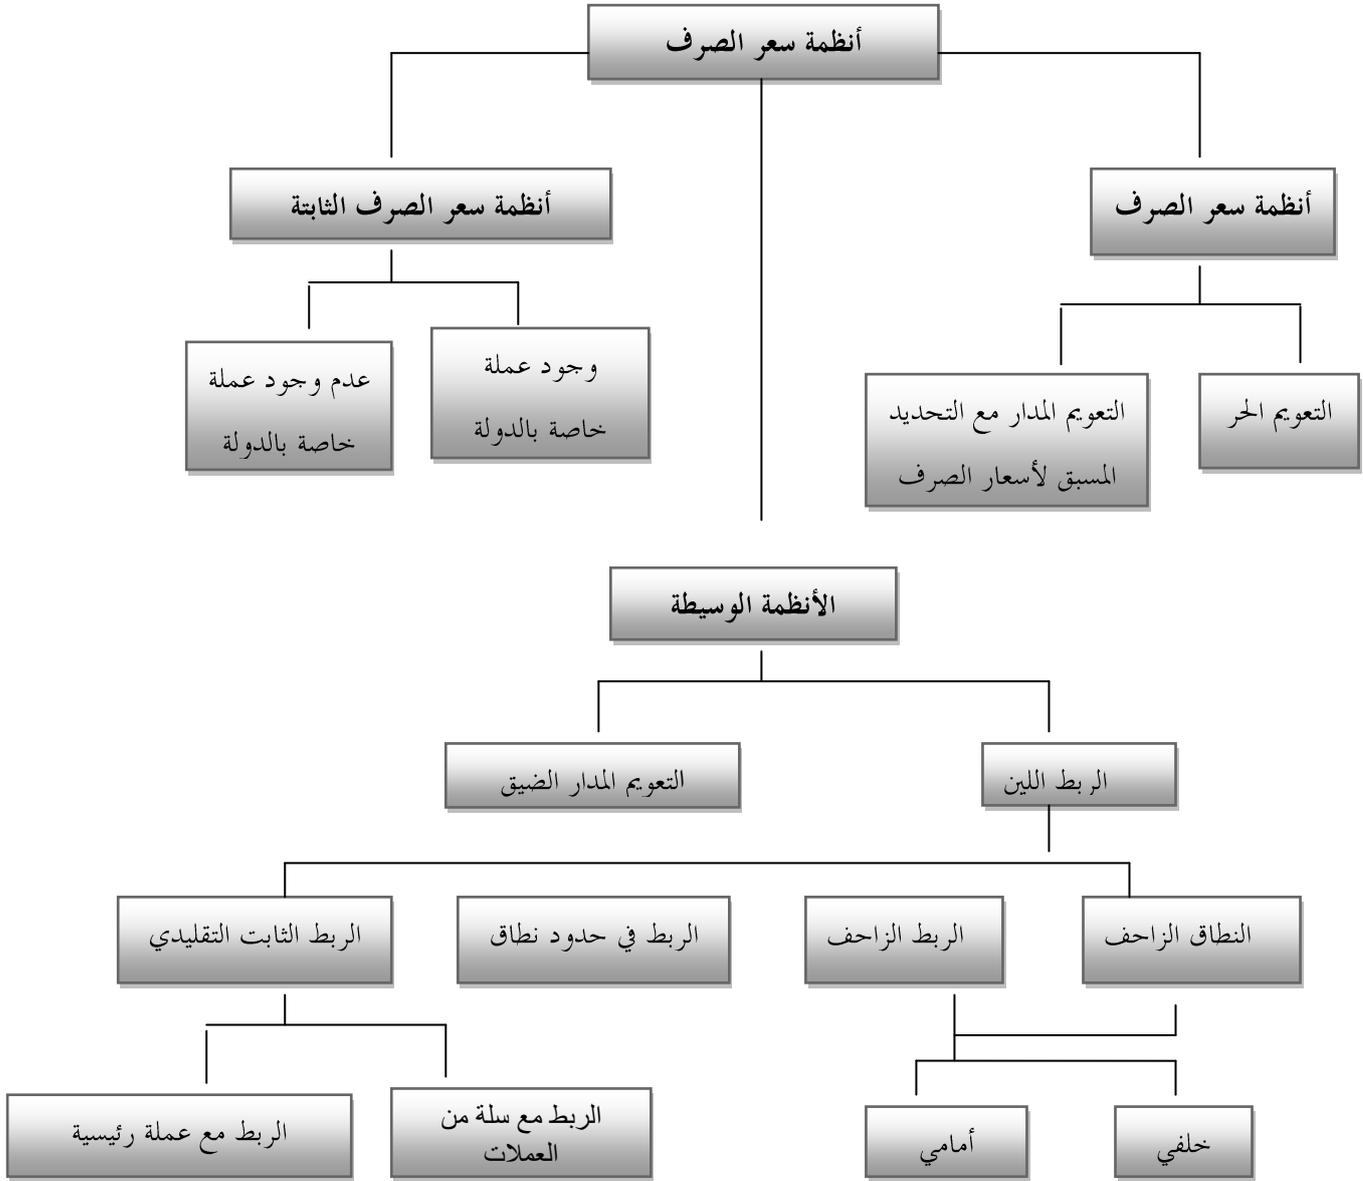 أنظمة سعر الصرف
أنظمة سعر الصرف
أنظمة سعر الصرف الثابتة
التعويم الحر
التعويم المدار مع التحديد
المسبق لأسعار الصرف
وجود عملة
خاصة بالدولة
عدم وجود عملة
خاصة بالدولة
الأنظمة الوسيطة
الربط اللين
التعويم المدار الضيق
النطاق الزاحف
الربط الزاحف
الربط في حدود نطاق
الربط الثابت التقليدي
خلفي
أمامي
الربط مع سلة من
العملات
الربط مع عملة رئيسية